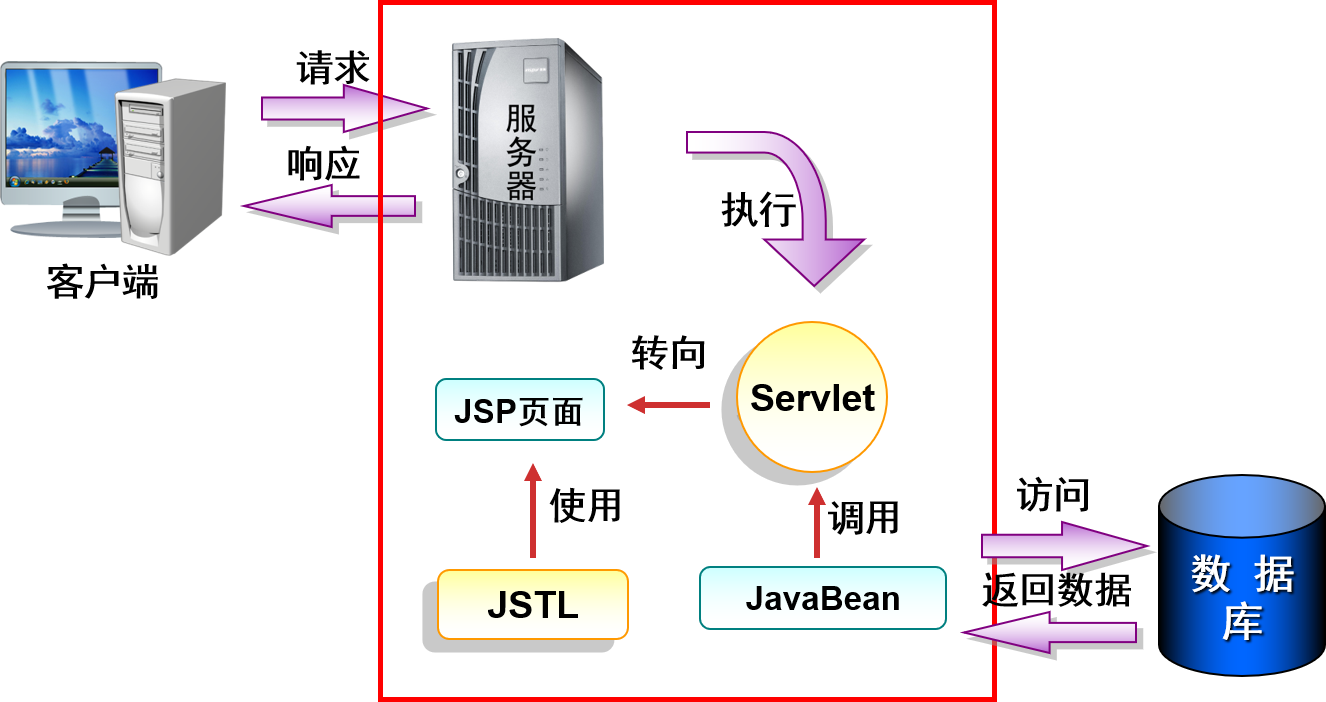 请求
响应
客户端
服
务
器
执行
转向
Servlet
JSP页面
使用
调用
JSTL
JavaBean
访问
返回数据
数 据
库